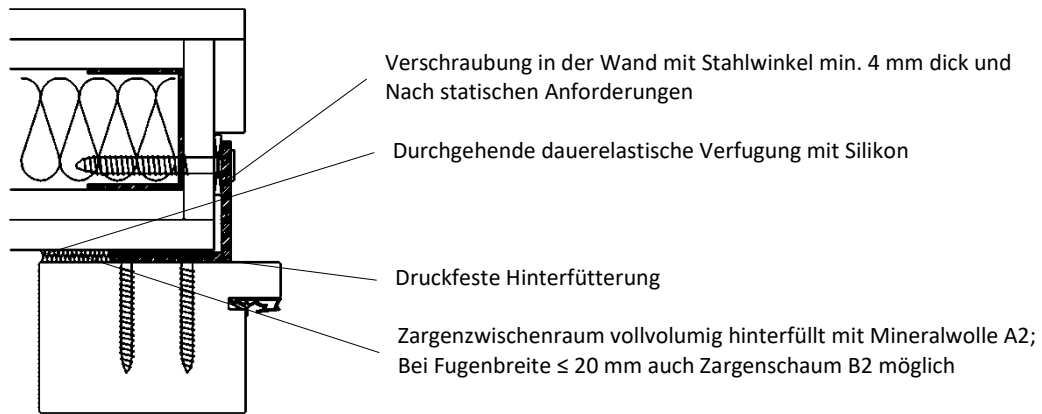 Verschraubung in der Wand mit Stahlwinkel min. 4 mm dick und
Nach statischen Anforderungen
Durchgehende dauerelastische Verfugung mit Silikon
Druckfeste Hinterfütterung
Zargenzwischenraum vollvolumig hinterfüllt mit Mineralwolle A2;
Bei Fugenbreite ≤ 20 mm auch Zargenschaum B2 möglich